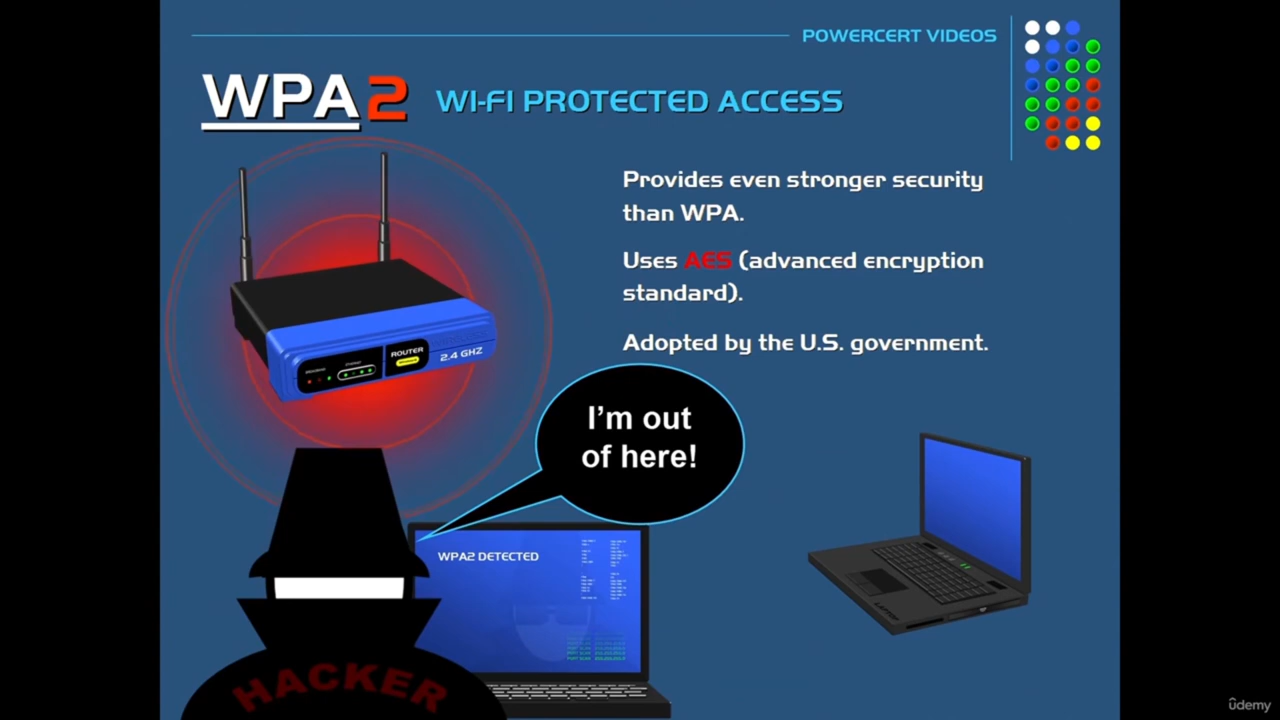 POWERCERT VIDEOS
WPA2 WI-FI PROTECTED ACCESS
Provides even stronger security
than WPA.
Uses AES (advanced encryption
standard).
Adopted by the U.S. government.
ROUTER
2.4 GHZ
I'm out
of here!
WPA2 DETECTED
LAPTOP
HACKER
ûdemy